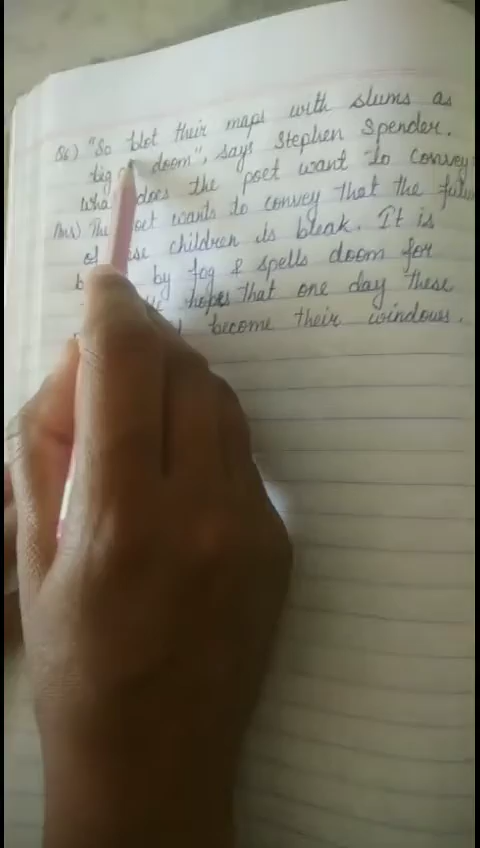 Q6) "So blot their maps with slums as
big doom", says Stephen Spender.
What does the poet want to convey
Ans) The poet wants to convey that the
of children is bleak. It is
by fog & spells doom for
hopes that one day these
become their windows.